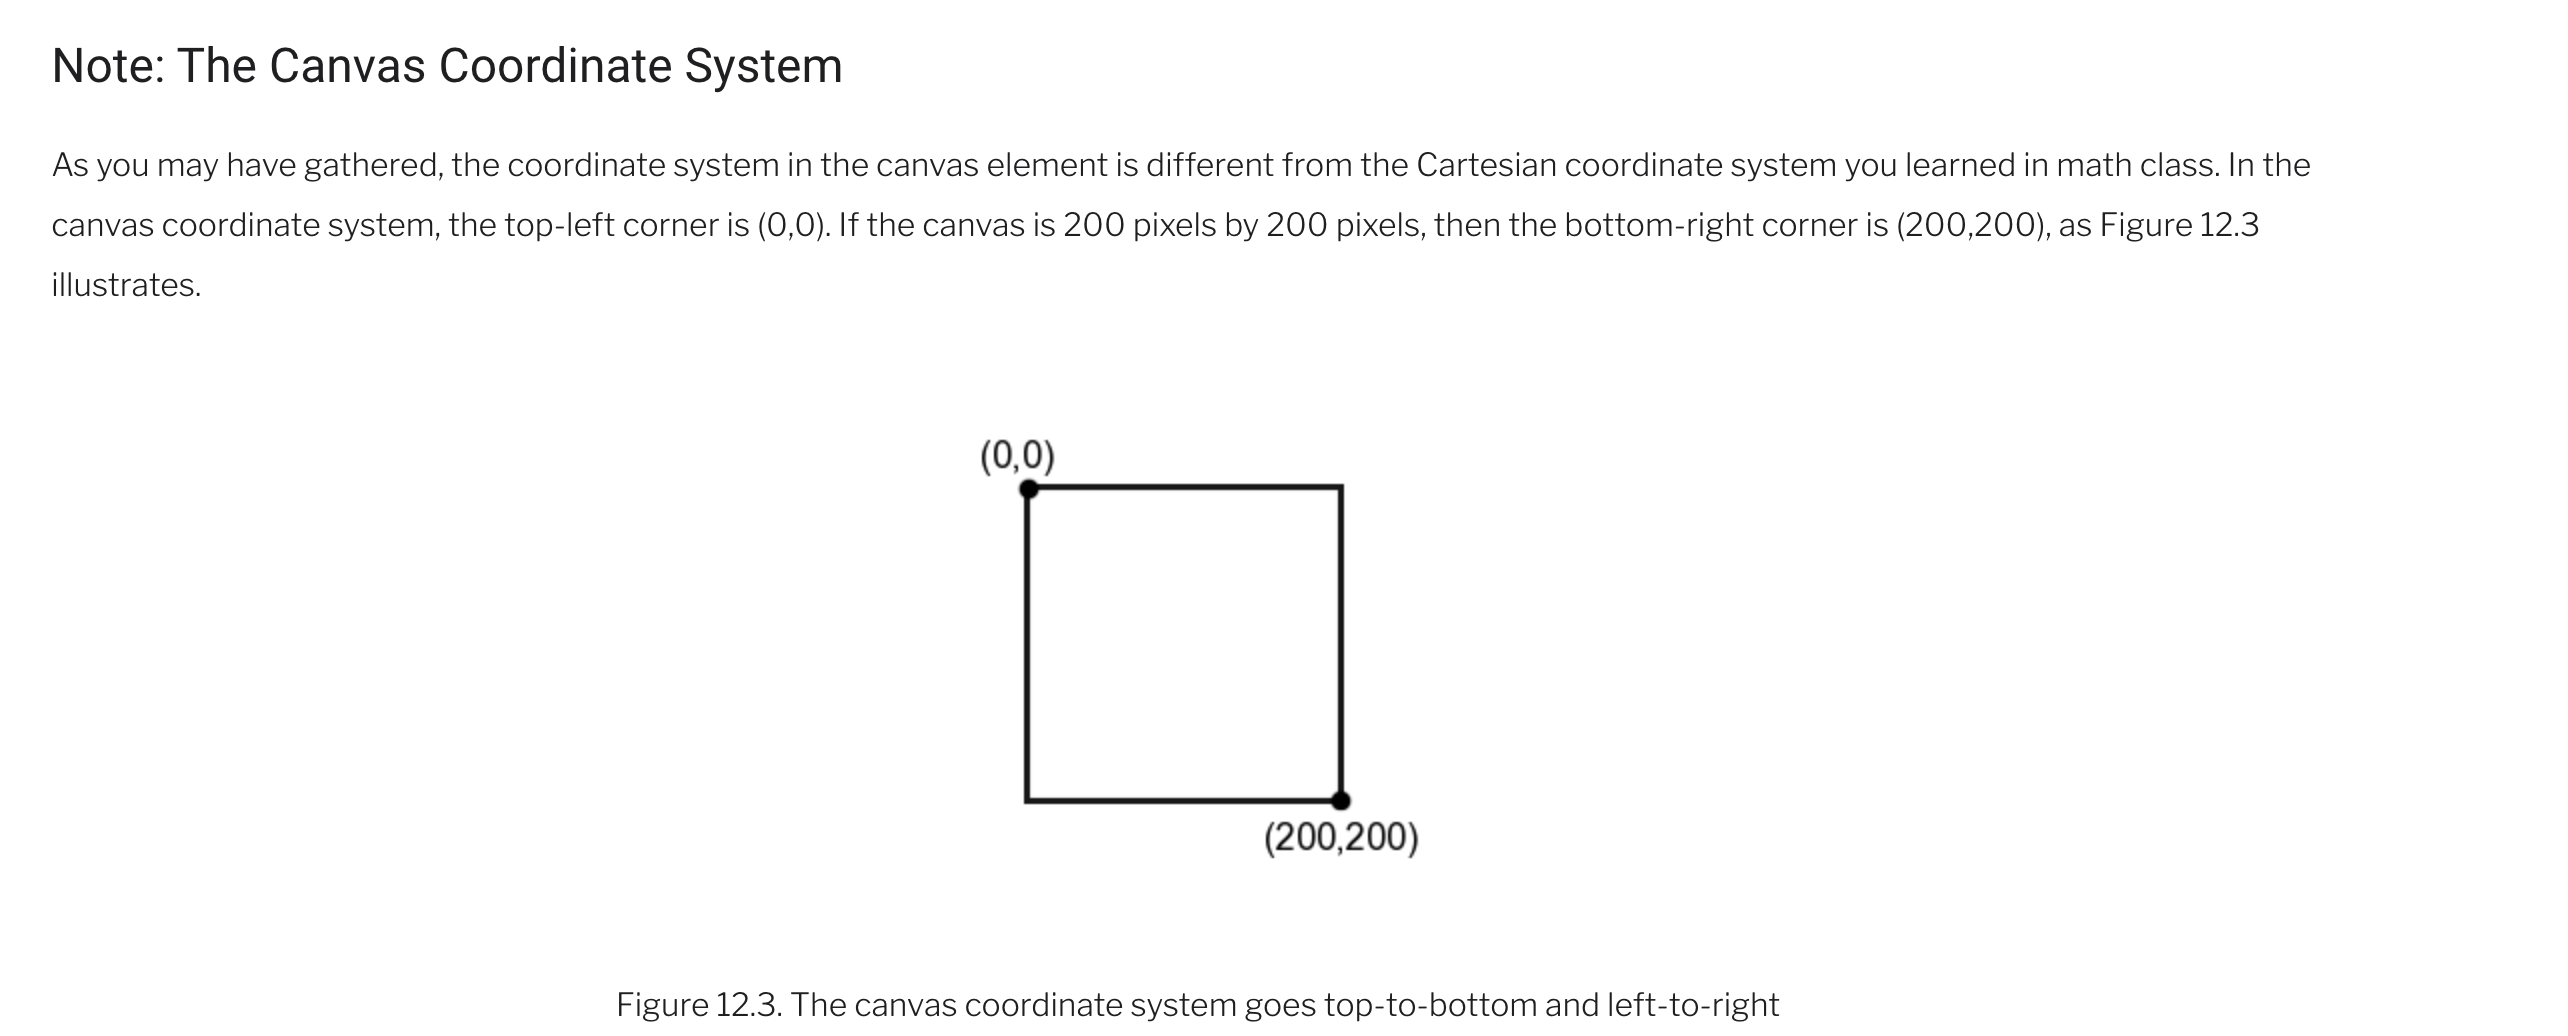 Note: The Canvas Coordinate System
As you may have gathered, the coordinate system in the canvas element is different from the Cartesian coordinate system you learned in math class. In the
canvas coordinate system, the top-left corner is (0,0). If the canvas is 200 pixels by 200 pixels, then the bottom-right corner is (200,200), as Figure 12.3
illustrates.
(0,0)
(200,200)
Figure 12.3. The canvas coordinate system goes top-to-bottom and left-to-right